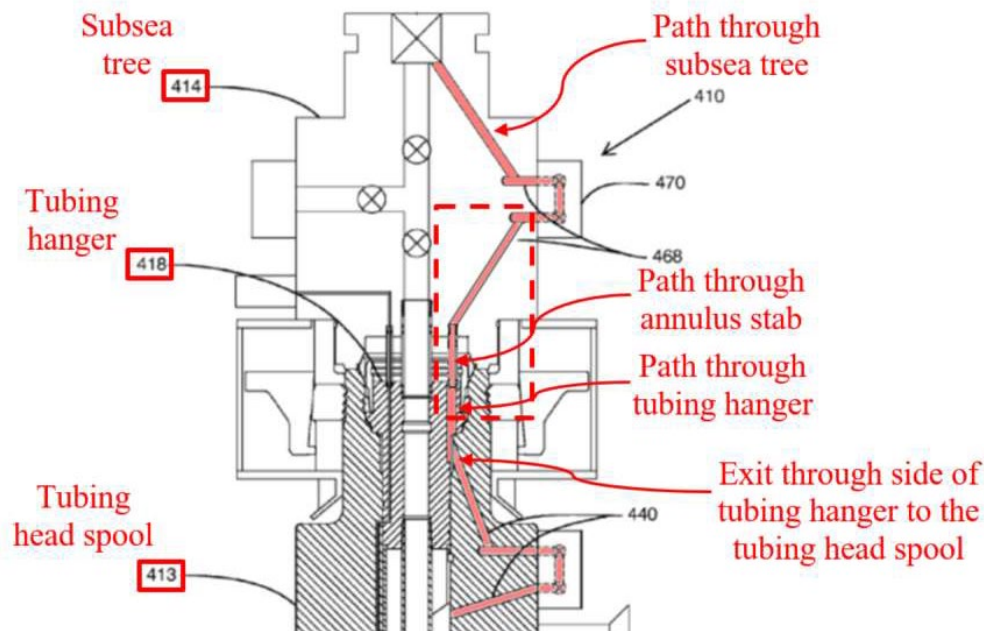 Subsea
tree
414
Path through
subsea tree
410
470
Tubing
hanger
418
468
Path through
annulus stab
Path through
tubing hanger
Exit through side of
tubing hanger to the
tubing head spool
440
Tubing
head spool
413